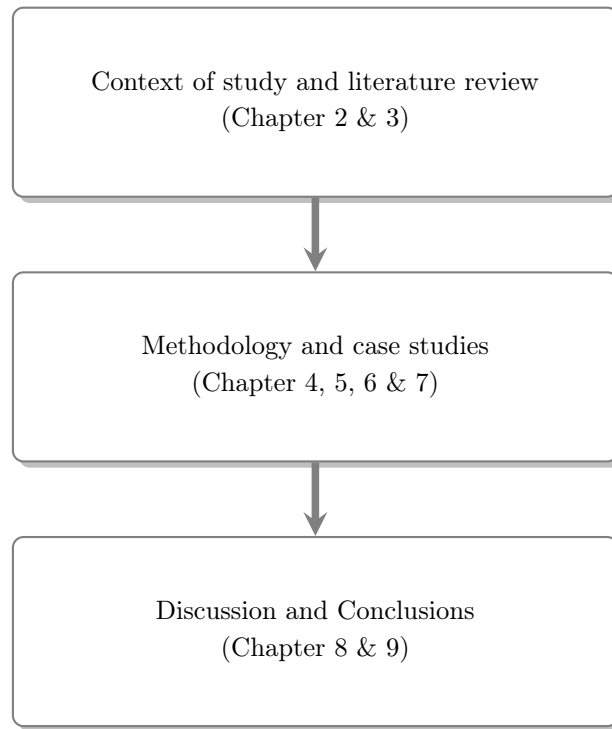 Context of study and literature review
(Chapter 2 & 3)
Methodology and case studies
(Chapter 4, 5, 6 & 7)
Discussion and Conclusions
(Chapter 8 & 9)